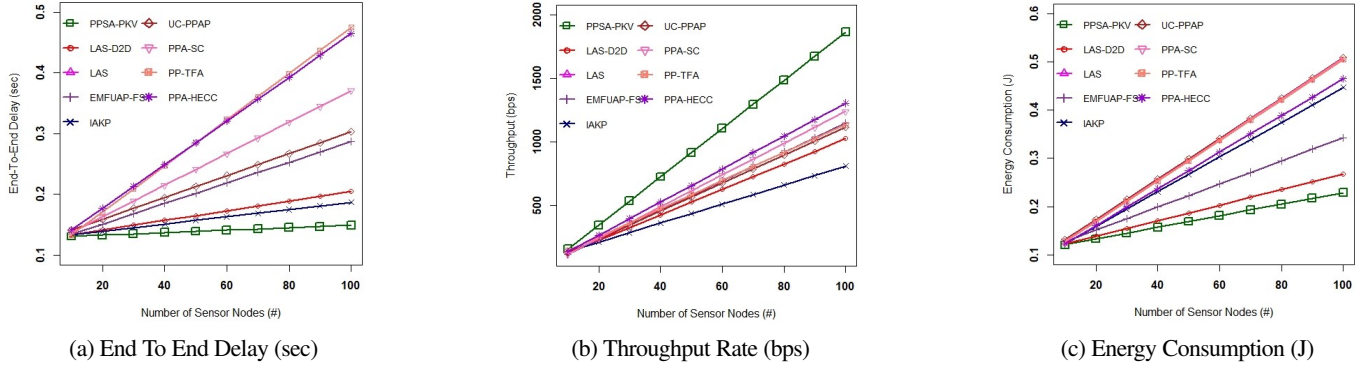 0.5
0.4
0.3
0.2
0.1
End-To-End Delay (sec)
PPSA-PKV UC-PPAP
LAS-D2D PPA-SC
LAS PP-TFA
EMFUAP-FS PPA-HECC
IAKP
20 40 60 80 100
Number of Sensor Nodes (#)
(a) End To End Delay (sec)
2000
1500
1000
500
Throughput (bps)
PPSA-PKV UC-PPAP
LAS-D2D PPA-SC
LAS PP-TFA
EMFUAP-FS PPA-HECC
IAKP
20 40 60 80 100
Number of Sensor Nodes (#)
(b) Throughput Rate (bps)
0.6
0.5
0.4
0.3
0.2
0.1
Energy Consumption (J)
PPSA-PKV UC-PPAP
LAS-D2D PPA-SC
LAS PP-TFA
EMFUAP-FS PPA-HECC
IAKP
20 40 60 80 100
Number of Sensor Nodes (#)
(c) Energy Consumption (J)